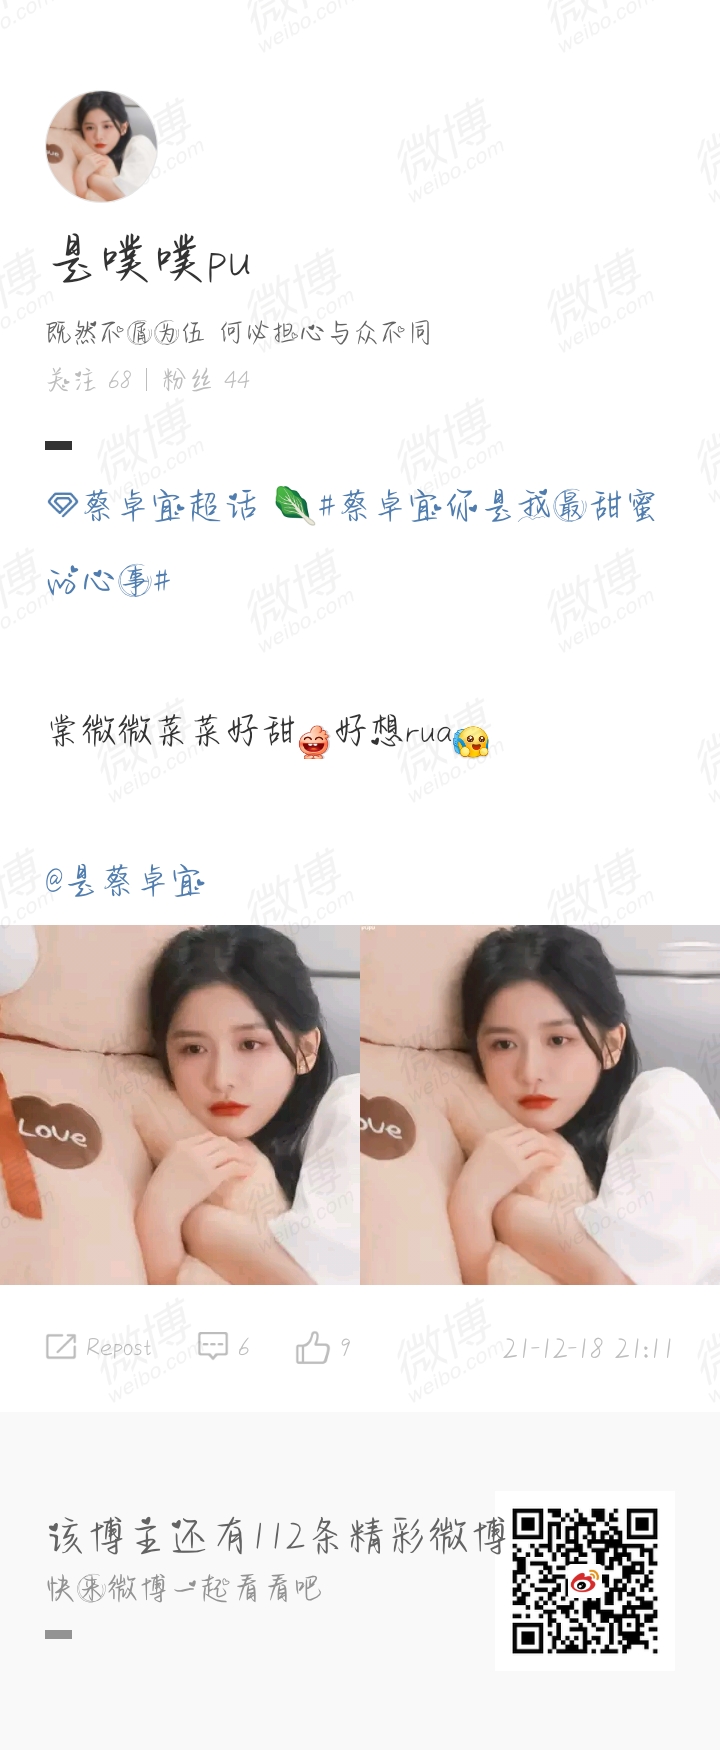 是噗噗pu
既然不屑为伍 何必担心与众不同
关注 68 | 粉丝 44
蔡卓宜超话 #蔡卓宜你是我最甜蜜
的心事#
棠微微菜菜好甜 好想rua
@是蔡卓宜
Love
ove
Repost 6 9 21-12-18 21:11
该博主还有112条精彩微博
快来微博一起看看吧
微博
weibo.com